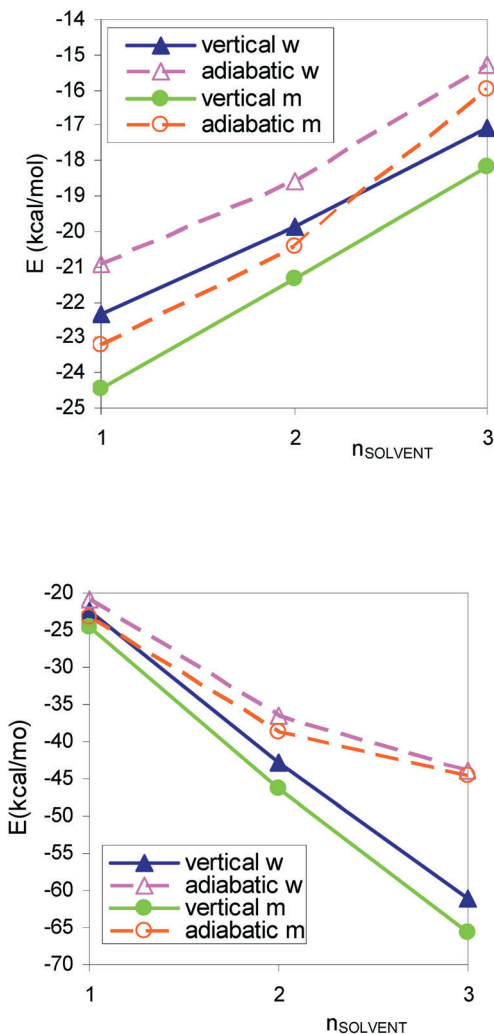 -14
-15
-16
-17
-18
-20
-21
-22
-23
-24
-25
E (kcal/mol)
vertical w
adiabatic w
vertical m
adiabatic m
1
2
3
nSOLVENT
-20
-25
-30
-35
-40
-45
-50
-55
-60
-65
-70
E(kcal/mo)
vertical w
adiabatic w
vertical m
adiabatic m
1
2
3
nSOLVENT